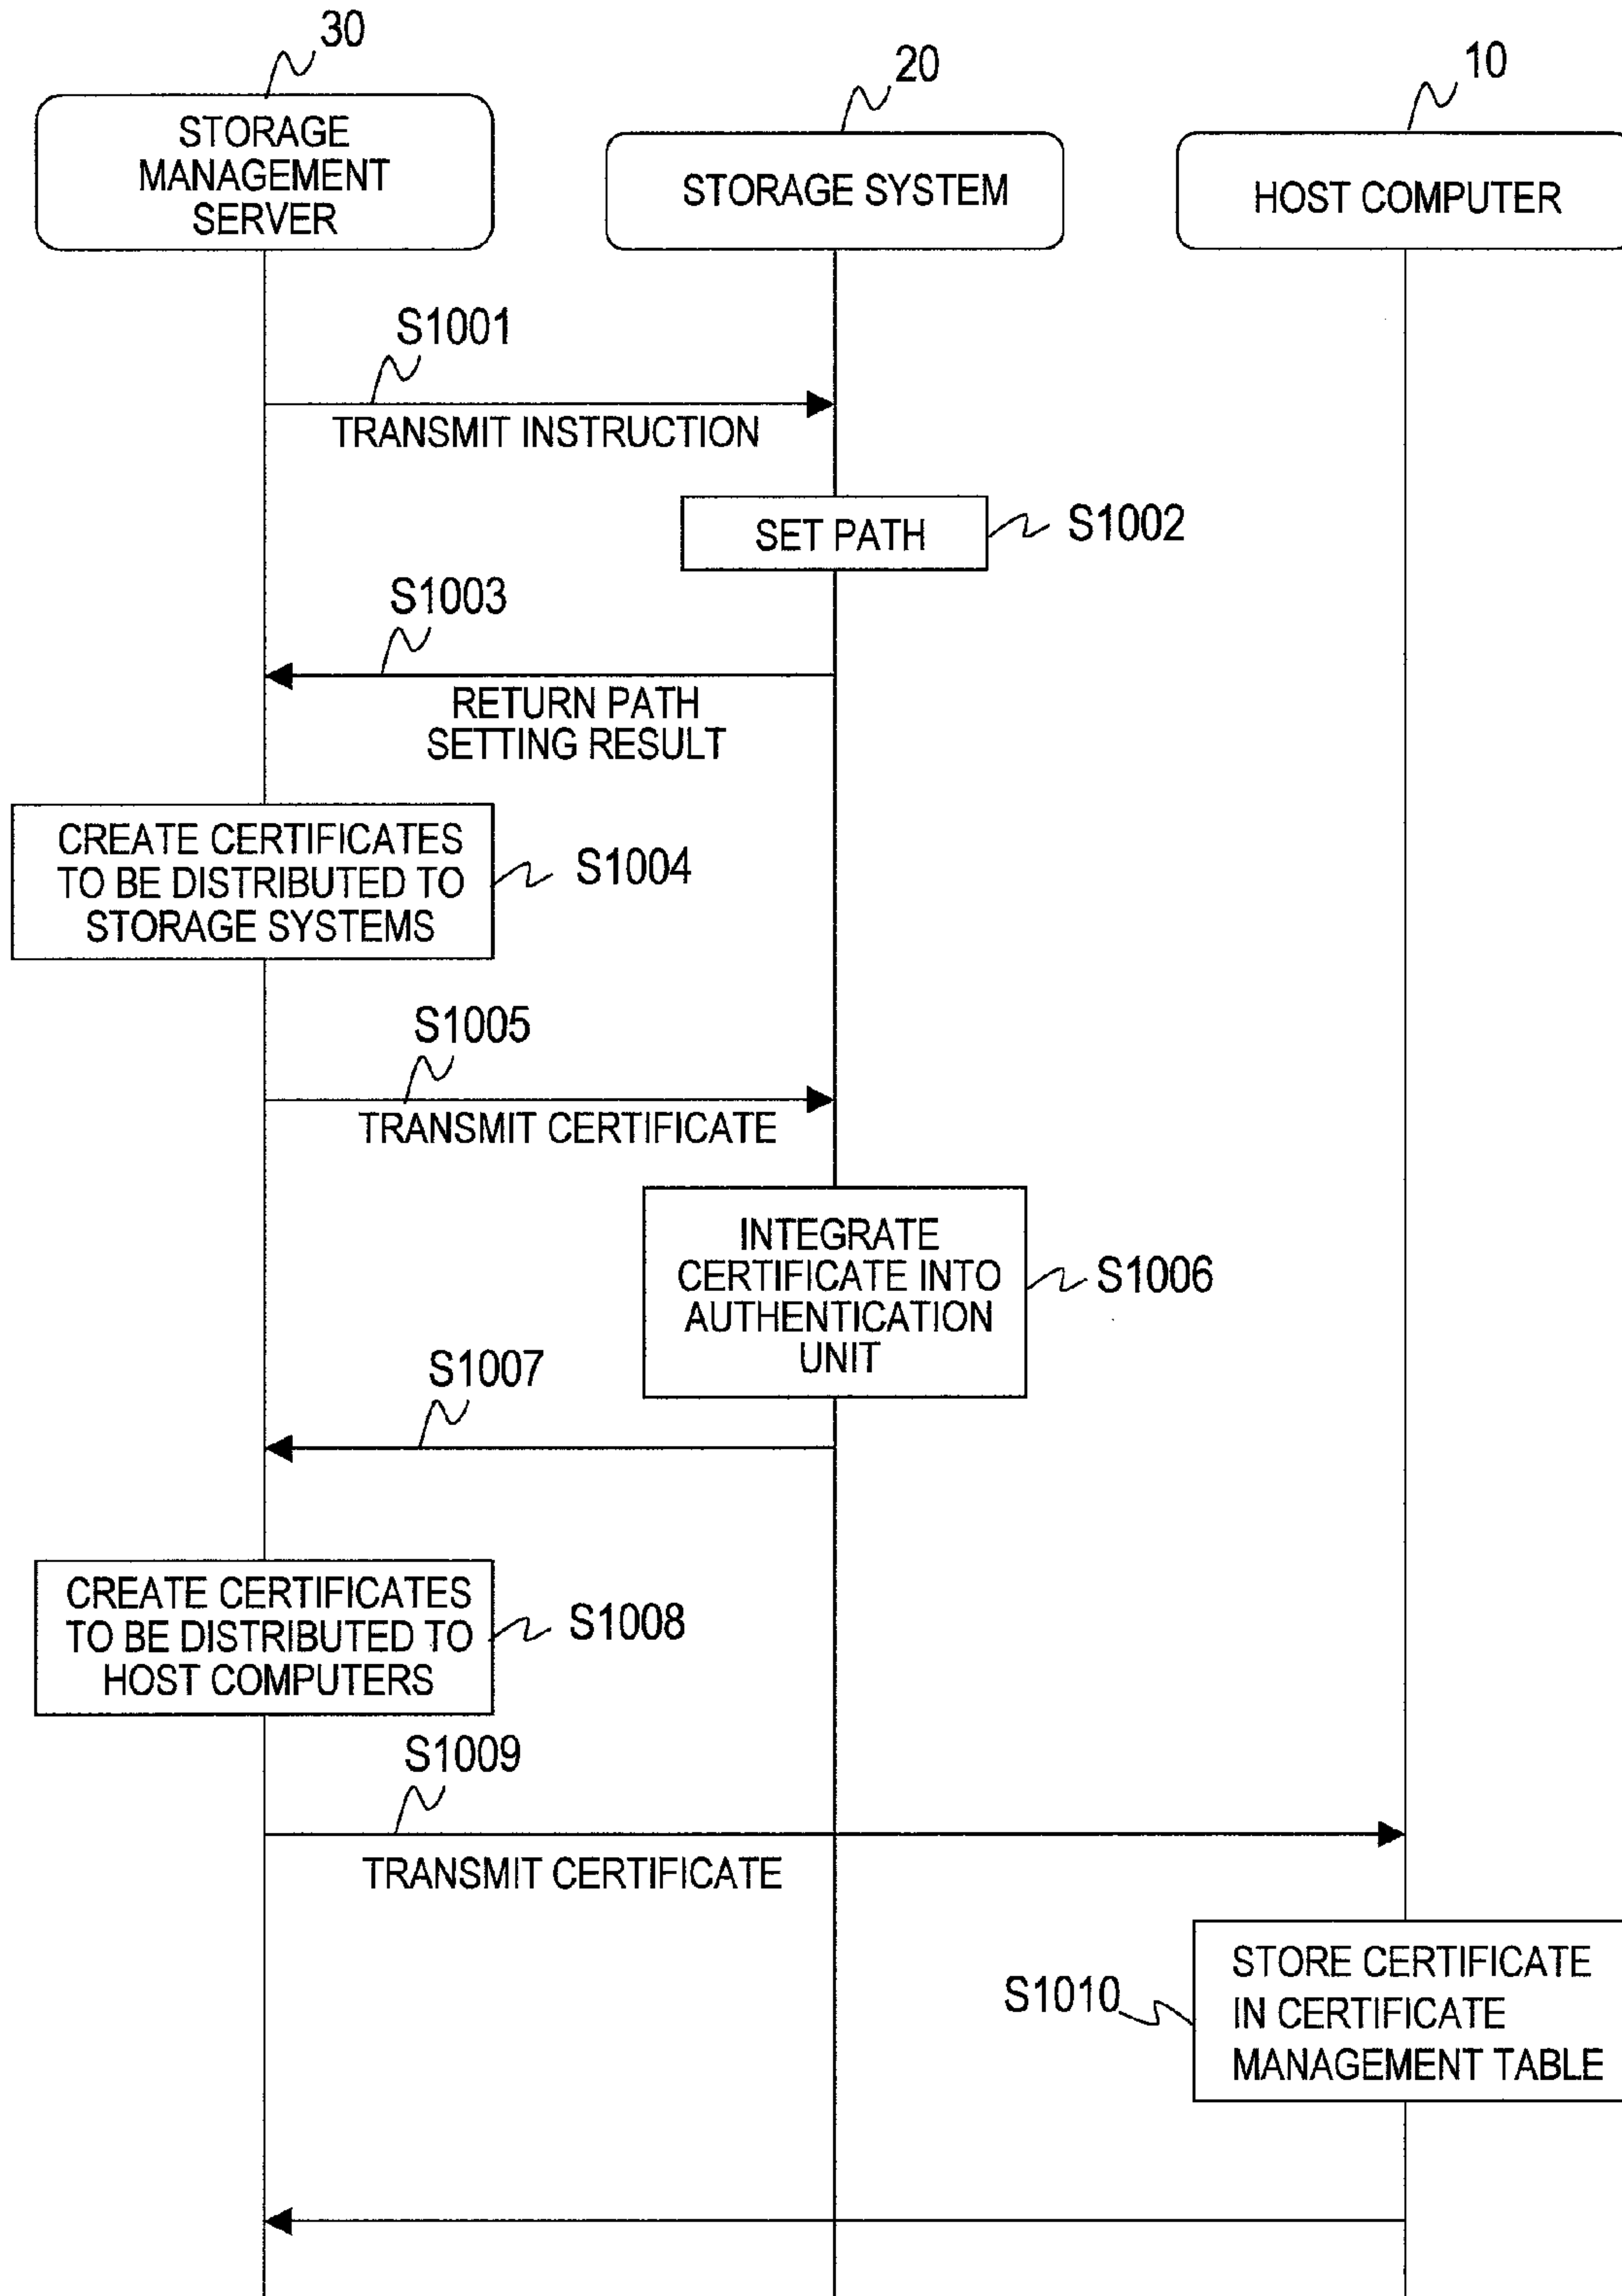 30
20
10
STORAGE
MANAGEMENT
SERVER
STORAGE SYSTEM
HOST COMPUTER
S1001
TRANSMIT INSTRUCTION
SET PATH
S1002
S1003
RETURN PATH
SETTING RESULT
CREATE CERTIFICATES
TO BE DISTRIBUTED TO
STORAGE SYSTEMS
S1004
S1005
TRANSMIT CERTIFICATE
INTEGRATE
CERTIFICATE INTO
AUTHENTICATION
UNIT
S1006
S1007
CREATE CERTIFICATES
TO BE DISTRIBUTED TO
HOST COMPUTERS
S1008
S1009
TRANSMIT CERTIFICATE
S1010
STORE CERTIFICATE
IN CERTIFICATE
MANAGEMENT TABLE